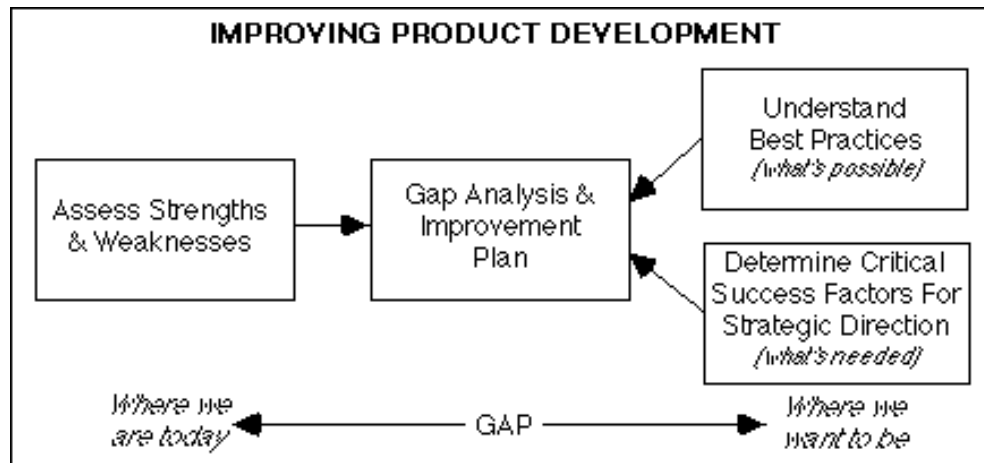 IMPROVING PRODUCT DEVELOPMENT
Assess Strengths
& Weaknesses
Gap Analysis &
Improvement
Plan
Understand
Best Practices
(what's possible)
Determine Critical
Success Factors For
Strategic Direction
(what's needed)
Where we
are today
GAP
Where we
want to be